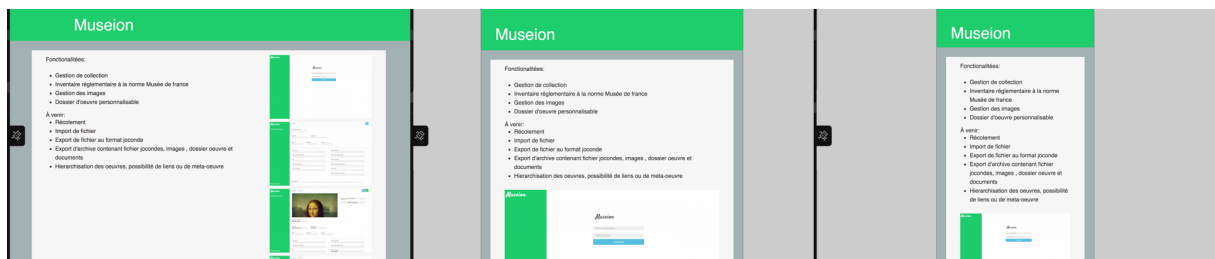 Museion
Fonctionnalitées:
Gestion de collection
Inventaire réglementaire à la norme Musée de france
Gestion des images
Dossier d'oeuvre personnalisable
À venir:
Récolement
Import de fichier
Export de fichier au format joconde
Export d'archive contenant fichier jocondes, images , dossier oeuvre et
documents
Hierarchisation des oeuvres, possibilité de liens ou de meta-oeuvre
Museion
Museion
Fonctionnalitées:
Gestion de collection
Inventaire réglementaire à la norme Musée de france
Gestion des images
Dossier d'oeuvre personnalisable
À venir:
Récolement
Import de fichier
Export de fichier au format joconde
Export d'archive contenant fichier jocondes, images , dossier oeuvre et
documents
Hierarchisation des oeuvres, possibilité de liens ou de meta-oeuvre
Museion
Museion
Museion
Fonctionnalitées:
Gestion de collection
Inventaire réglementaire à la norme
Musée de france
Gestion des images
Dossier d'oeuvre personnalisable
À venir:
Récolement
Import de fichier
Export de fichier au format joconde
Export d'archive contenant fichier
jocondes, images , dossier oeuvre et
documents
Hierarchisation des oeuvres, possibilité
de liens ou de meta-oeuvre
Museion